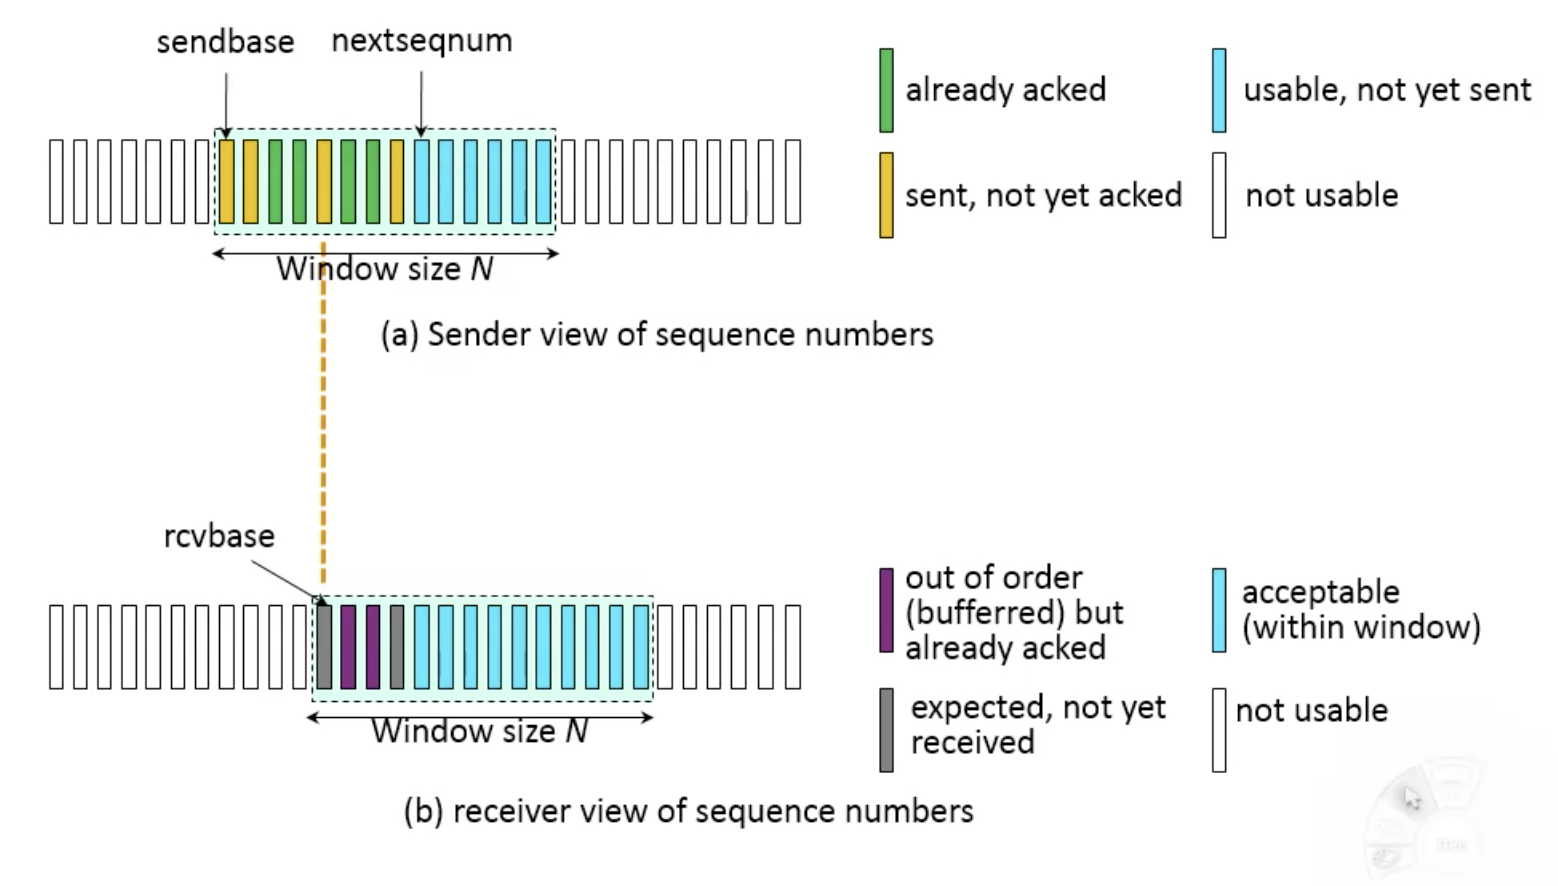 sendbase
nextseqnum
already acked
usable, not yet sent
sent, not yet acked
not usable
Window size N
(a) Sender view of sequence numbers
rcvbase
out of order
(bufferred) but
already acked
acceptable
(within window)
expected, not yet
received
not usable
Window size N
(b) receiver view of sequence numbers